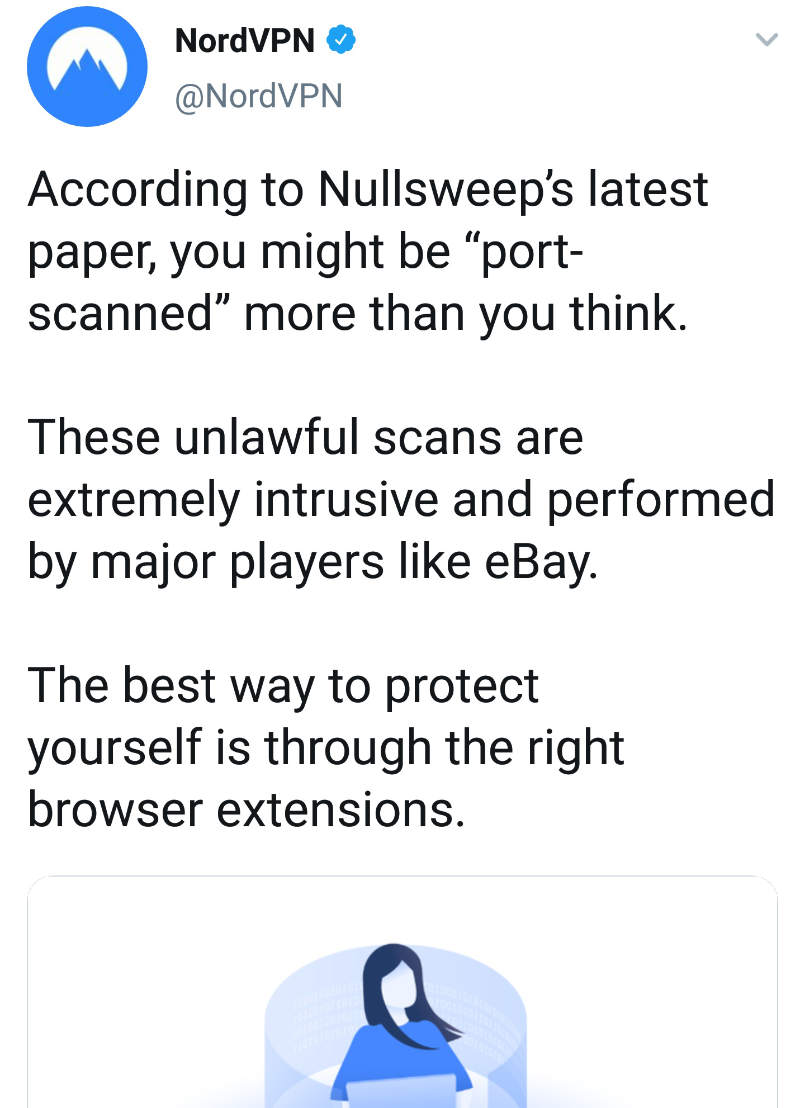 NordVPN
@NordVPN
According to Nullsweep’s latest
paper, you might be “port-
scanned” more than you think.
These unlawful scans are
extremely intrusive and performed
by major players like eBay.
The best way to protect
yourself is through the right
browser extensions.